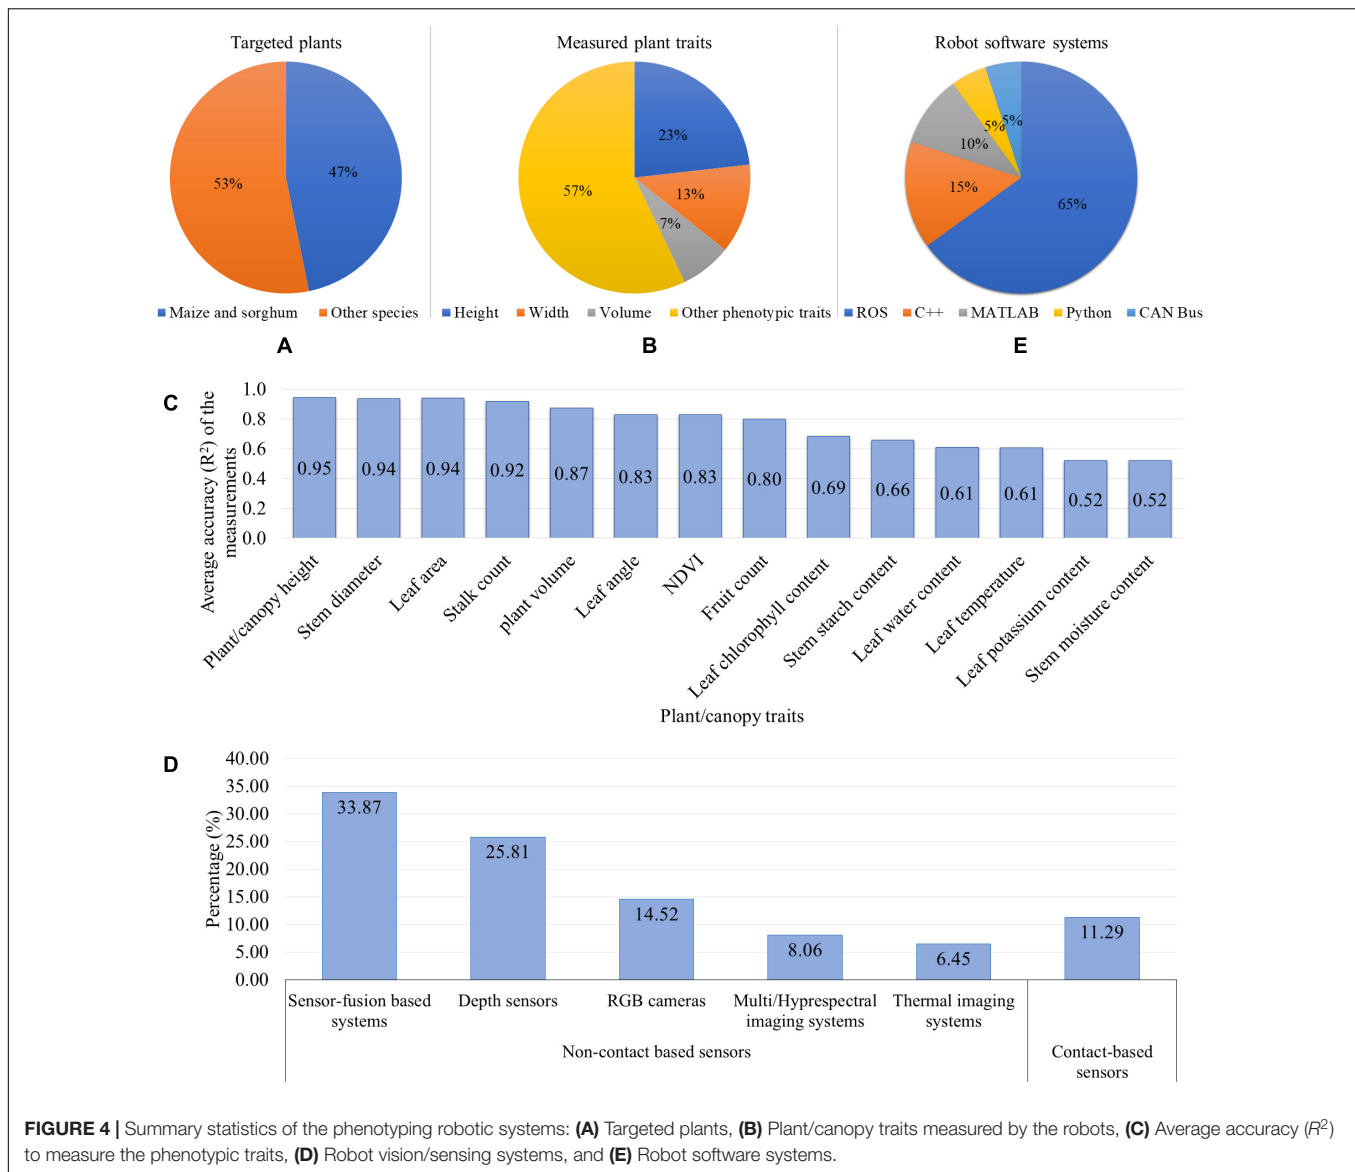 Targeted plants
53%
47%
Maize and sorghum
Other species
A
Measured plant traits
23%
13%
7%
57%
Height
Width
Volume
Other phenotypic traits
B
Robot software systems
5%
5%
10%
15%
65%
ROS
C++
MATLAB
Python
CAN Bus
E
C
Average accuracy (R²) of the
measurements
1.0
0.8
0.6
0.4
0.2
0.0
0.95
0.94
0.94
0.92
0.87
0.83
0.83
0.80
0.69
0.66
0.61
0.61
0.52
0.52
Plant/canopy height
Stem diameter
Leaf area
Stalk count
plant volume
Leaf angle
NDVI
Fruit count
Leaf chlorophyll content
Stem starch content
Leaf water content
Leaf temperature
Leaf potassium content
Stem moisture content
Plant/canopy traits
D
Percentage (%)
40.00
35.00
30.00
25.00
20.00
15.00
10.00
5.00
0.00
33.87
25.81
14.52
8.06
6.45
11.29
Sensor-fusion based
systems
Depth sensors
RGB cameras
Multi/Hyprespectral
imaging systems
Thermal imaging
systems
Non-contact based sensors
Contact-based
sensors
FIGURE 4 | Summary statistics of the phenotyping robotic systems: (A) Targeted plants, (B) Plant/canopy traits measured by the robots, (C) Average accuracy (R²)
to measure the phenotypic traits, (D) Robot vision/sensing systems, and (E) Robot software systems.